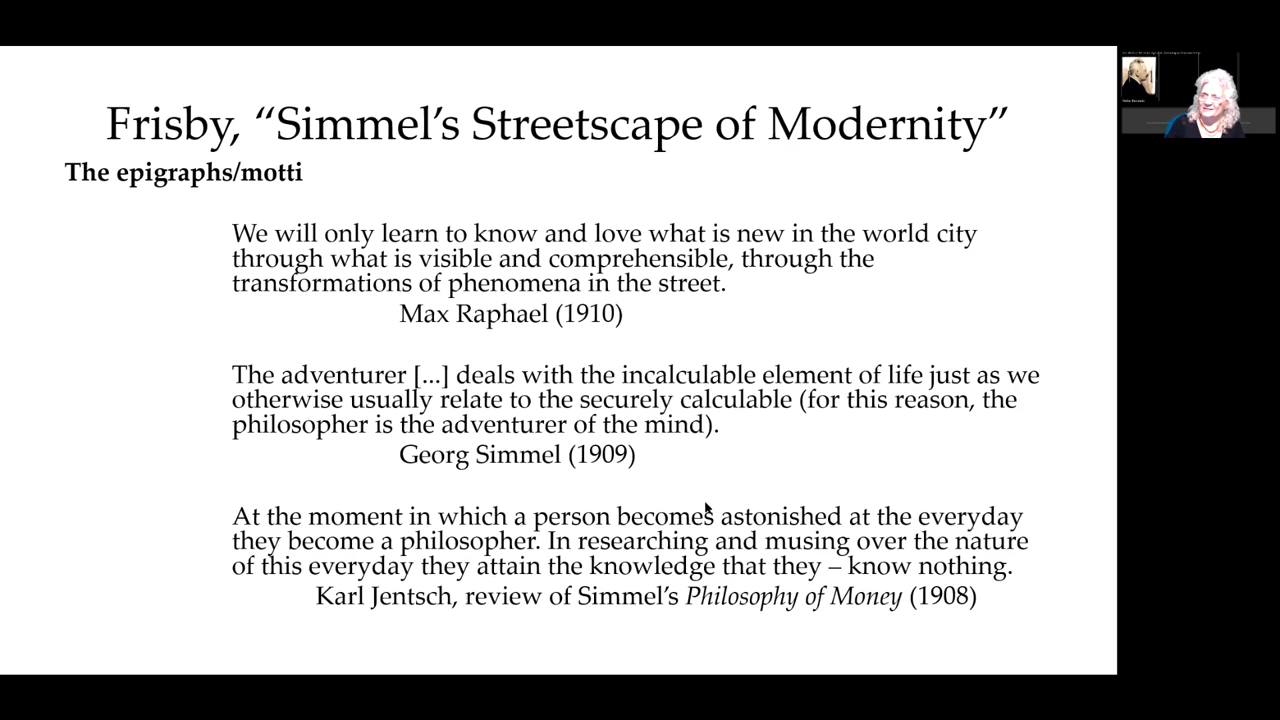 Frisby, “Simmel’s Streetscape of Modernity”
The epigraphs/motti
We will only learn to know and love what is new in the world city
through what is visible and comprehensible, through the
transformations of phenomena in the street.
Max Raphael (1910)
The adventurer [...] deals with the incalculable element of life just as we
otherwise usually relate to the securely calculable (for this reason, the
philosopher is the adventurer of the mind).
Georg Simmel (1909)
At the moment in which a person becomes astonished at the everyday
they become a philosopher. In researching and musing over the nature
of this everyday they attain the knowledge that they – know nothing.
Karl Jentsch, review of Simmel’s Philosophy of Money (1908)